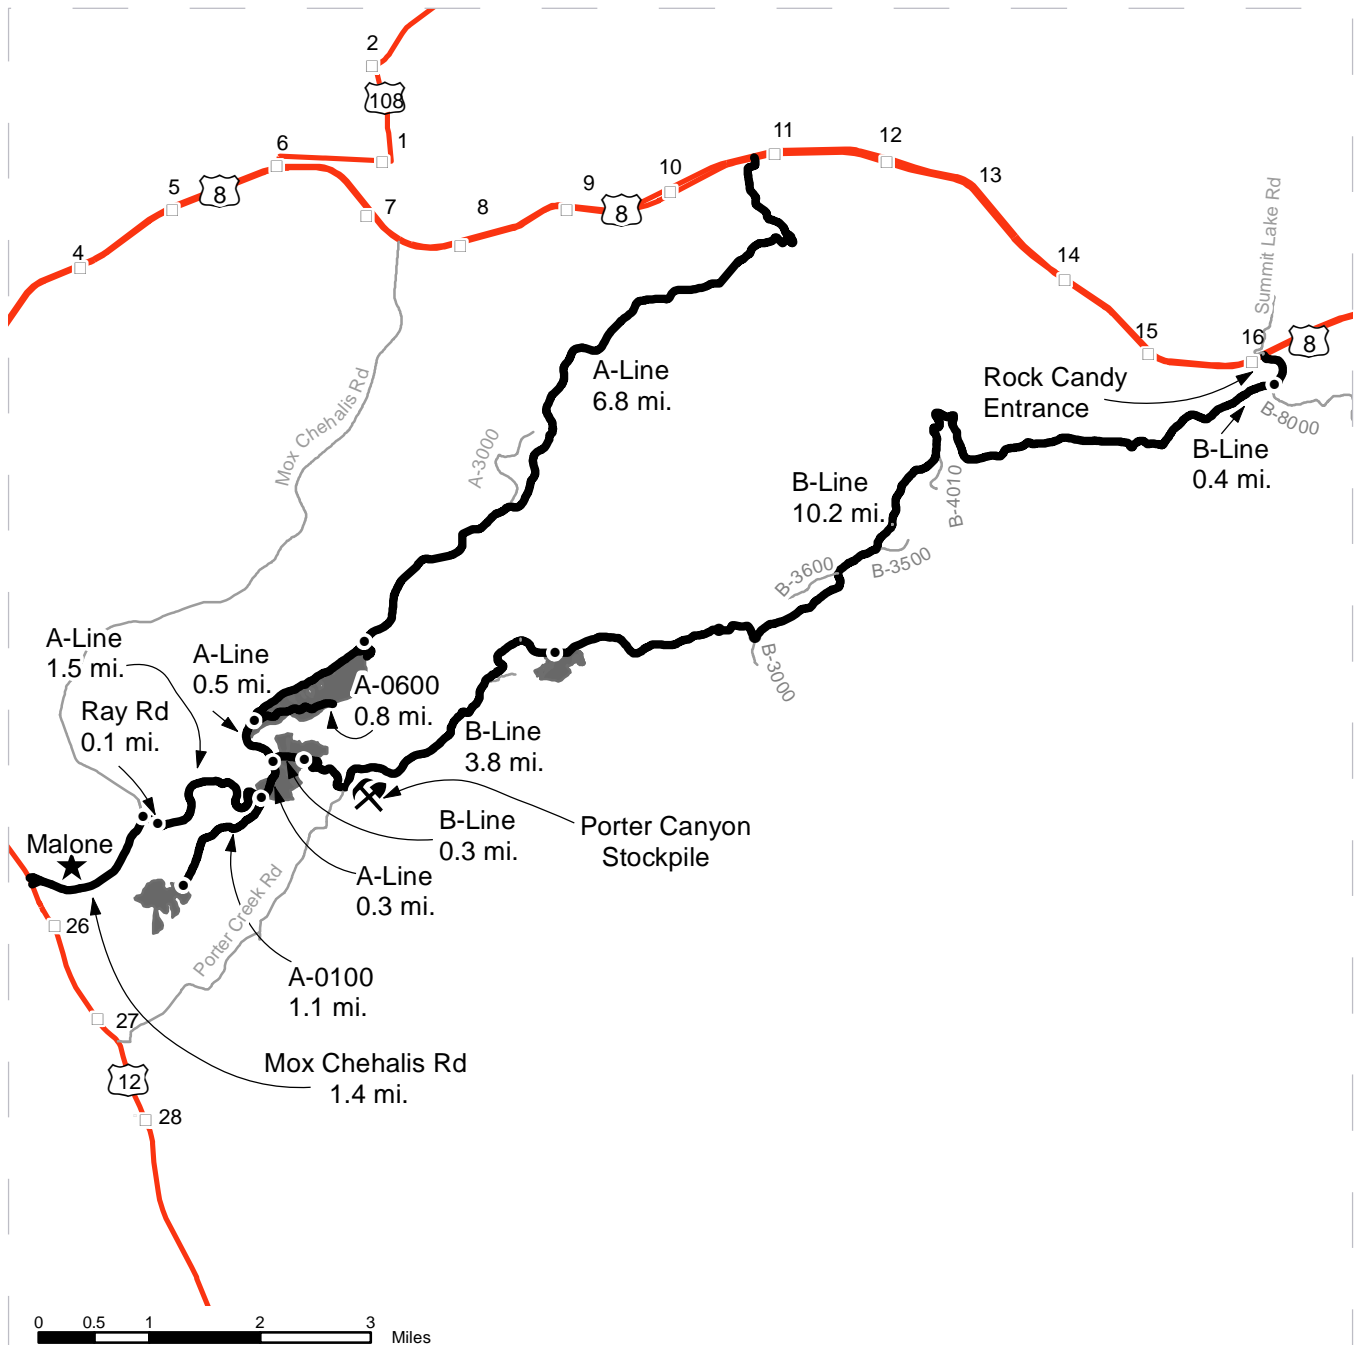 2
108
1
6
11
12
5
8
10
13
9
7
8
8
4
14
Summit Lake Rd
15
16
8
Rock Candy
Entrance
A-Line
6.8 mi.
Mox Chehalis Rd
B-8000
B-Line
0.4 mi.
A-3000
B-Line
10.2 mi.
B-4010
B-3500
B-3600
A-Line
1.5 mi.
A-Line
0.5 mi.
B-3000
A-0600
0.8 mi.
Ray Rd
0.1 mi.
B-Line
3.8 mi.
Malone
B-Line
0.3 mi.
Porter Canyon
Stockpile
A-Line
0.3 mi.
Porter Creek Rd
26
A-0100
1.1 mi.
27
Mox Chehalis Rd
1.4 mi.
12
28
0 0.5 1 2 3
Miles